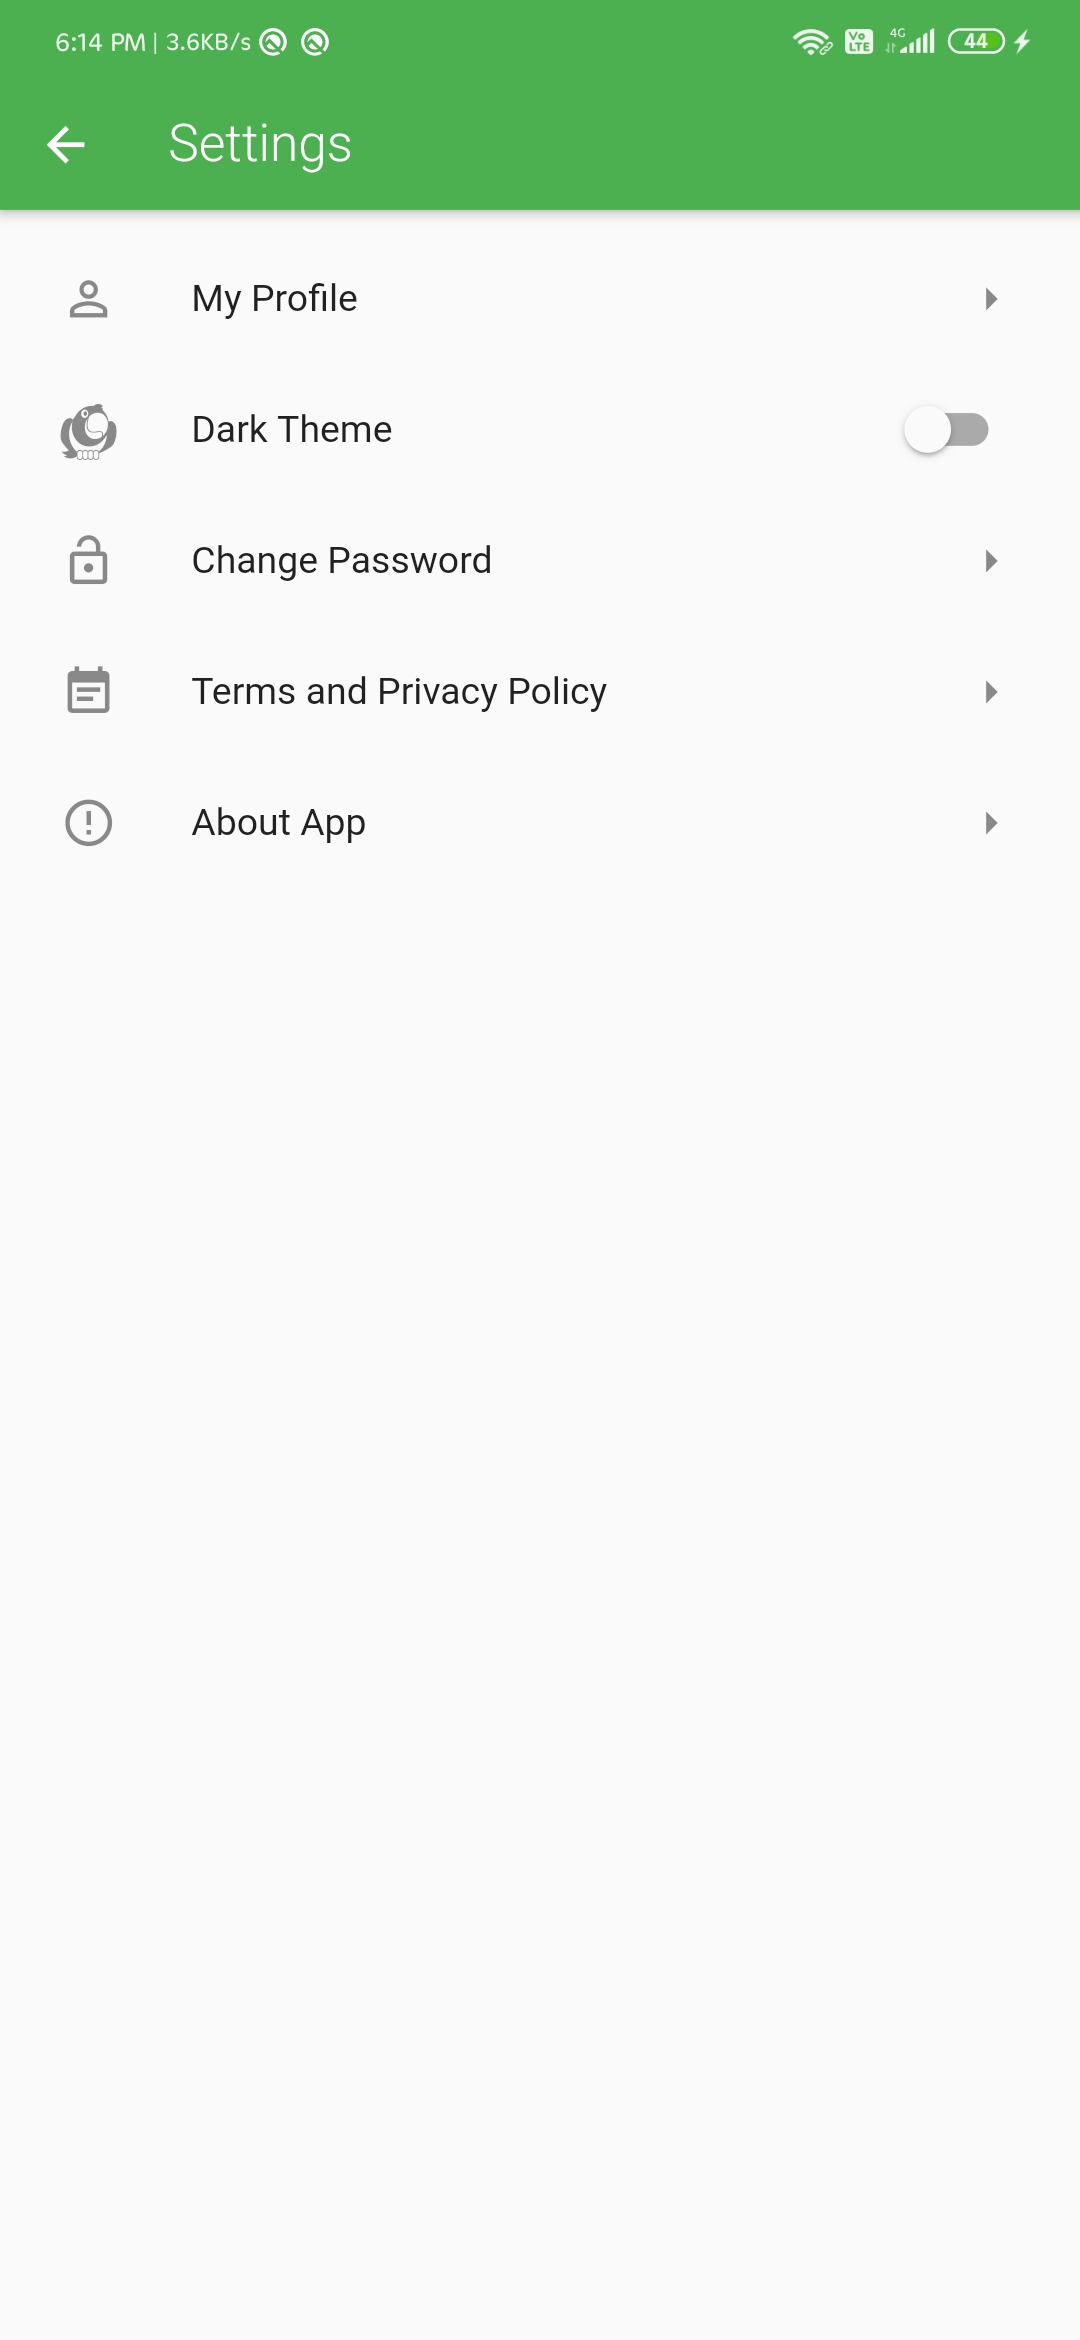 6:14 PM | 3.6KB/s
Vo LTE 4G 44
Settings
My Profile
Dark Theme
Change Password
Terms and Privacy Policy
About App